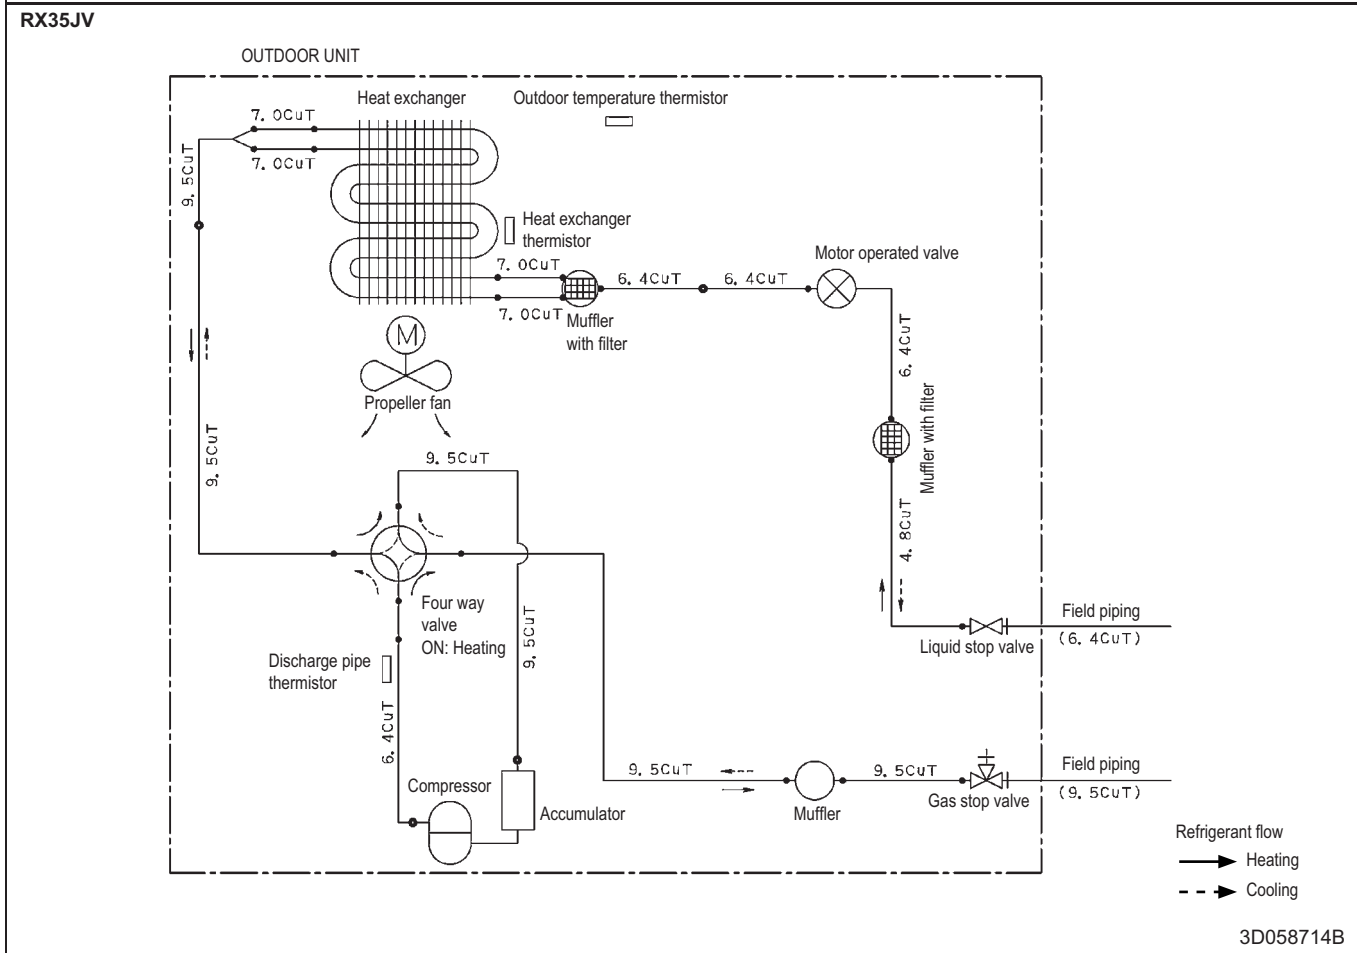 RX35JV
OUTDOOR UNIT
Heat exchanger
Outdoor temperature thermistor
7. 0CuT
7. 0CuT
9. 5CuT
Heat exchanger
thermistor
7. 0CuT
7. 0CuT
Muffler
with filter
6. 4CuT
6. 4CuT
Motor operated valve
6. 4CuT
Muffler with filter
4. 8CuT
M
Propeller fan
9. 5CuT
9. 5CuT
Four way
valve
ON: Heating
9. 5CuT
Discharge pipe
thermistor
6. 4CuT
Field piping
(6. 4CuT)
Liquid stop valve
Compressor
Accumulator
9. 5CuT
Muffler
9. 5CuT
Gas stop valve
Field piping
(9. 5CuT)
Refrigerant flow
Heating
Cooling
3D058714B